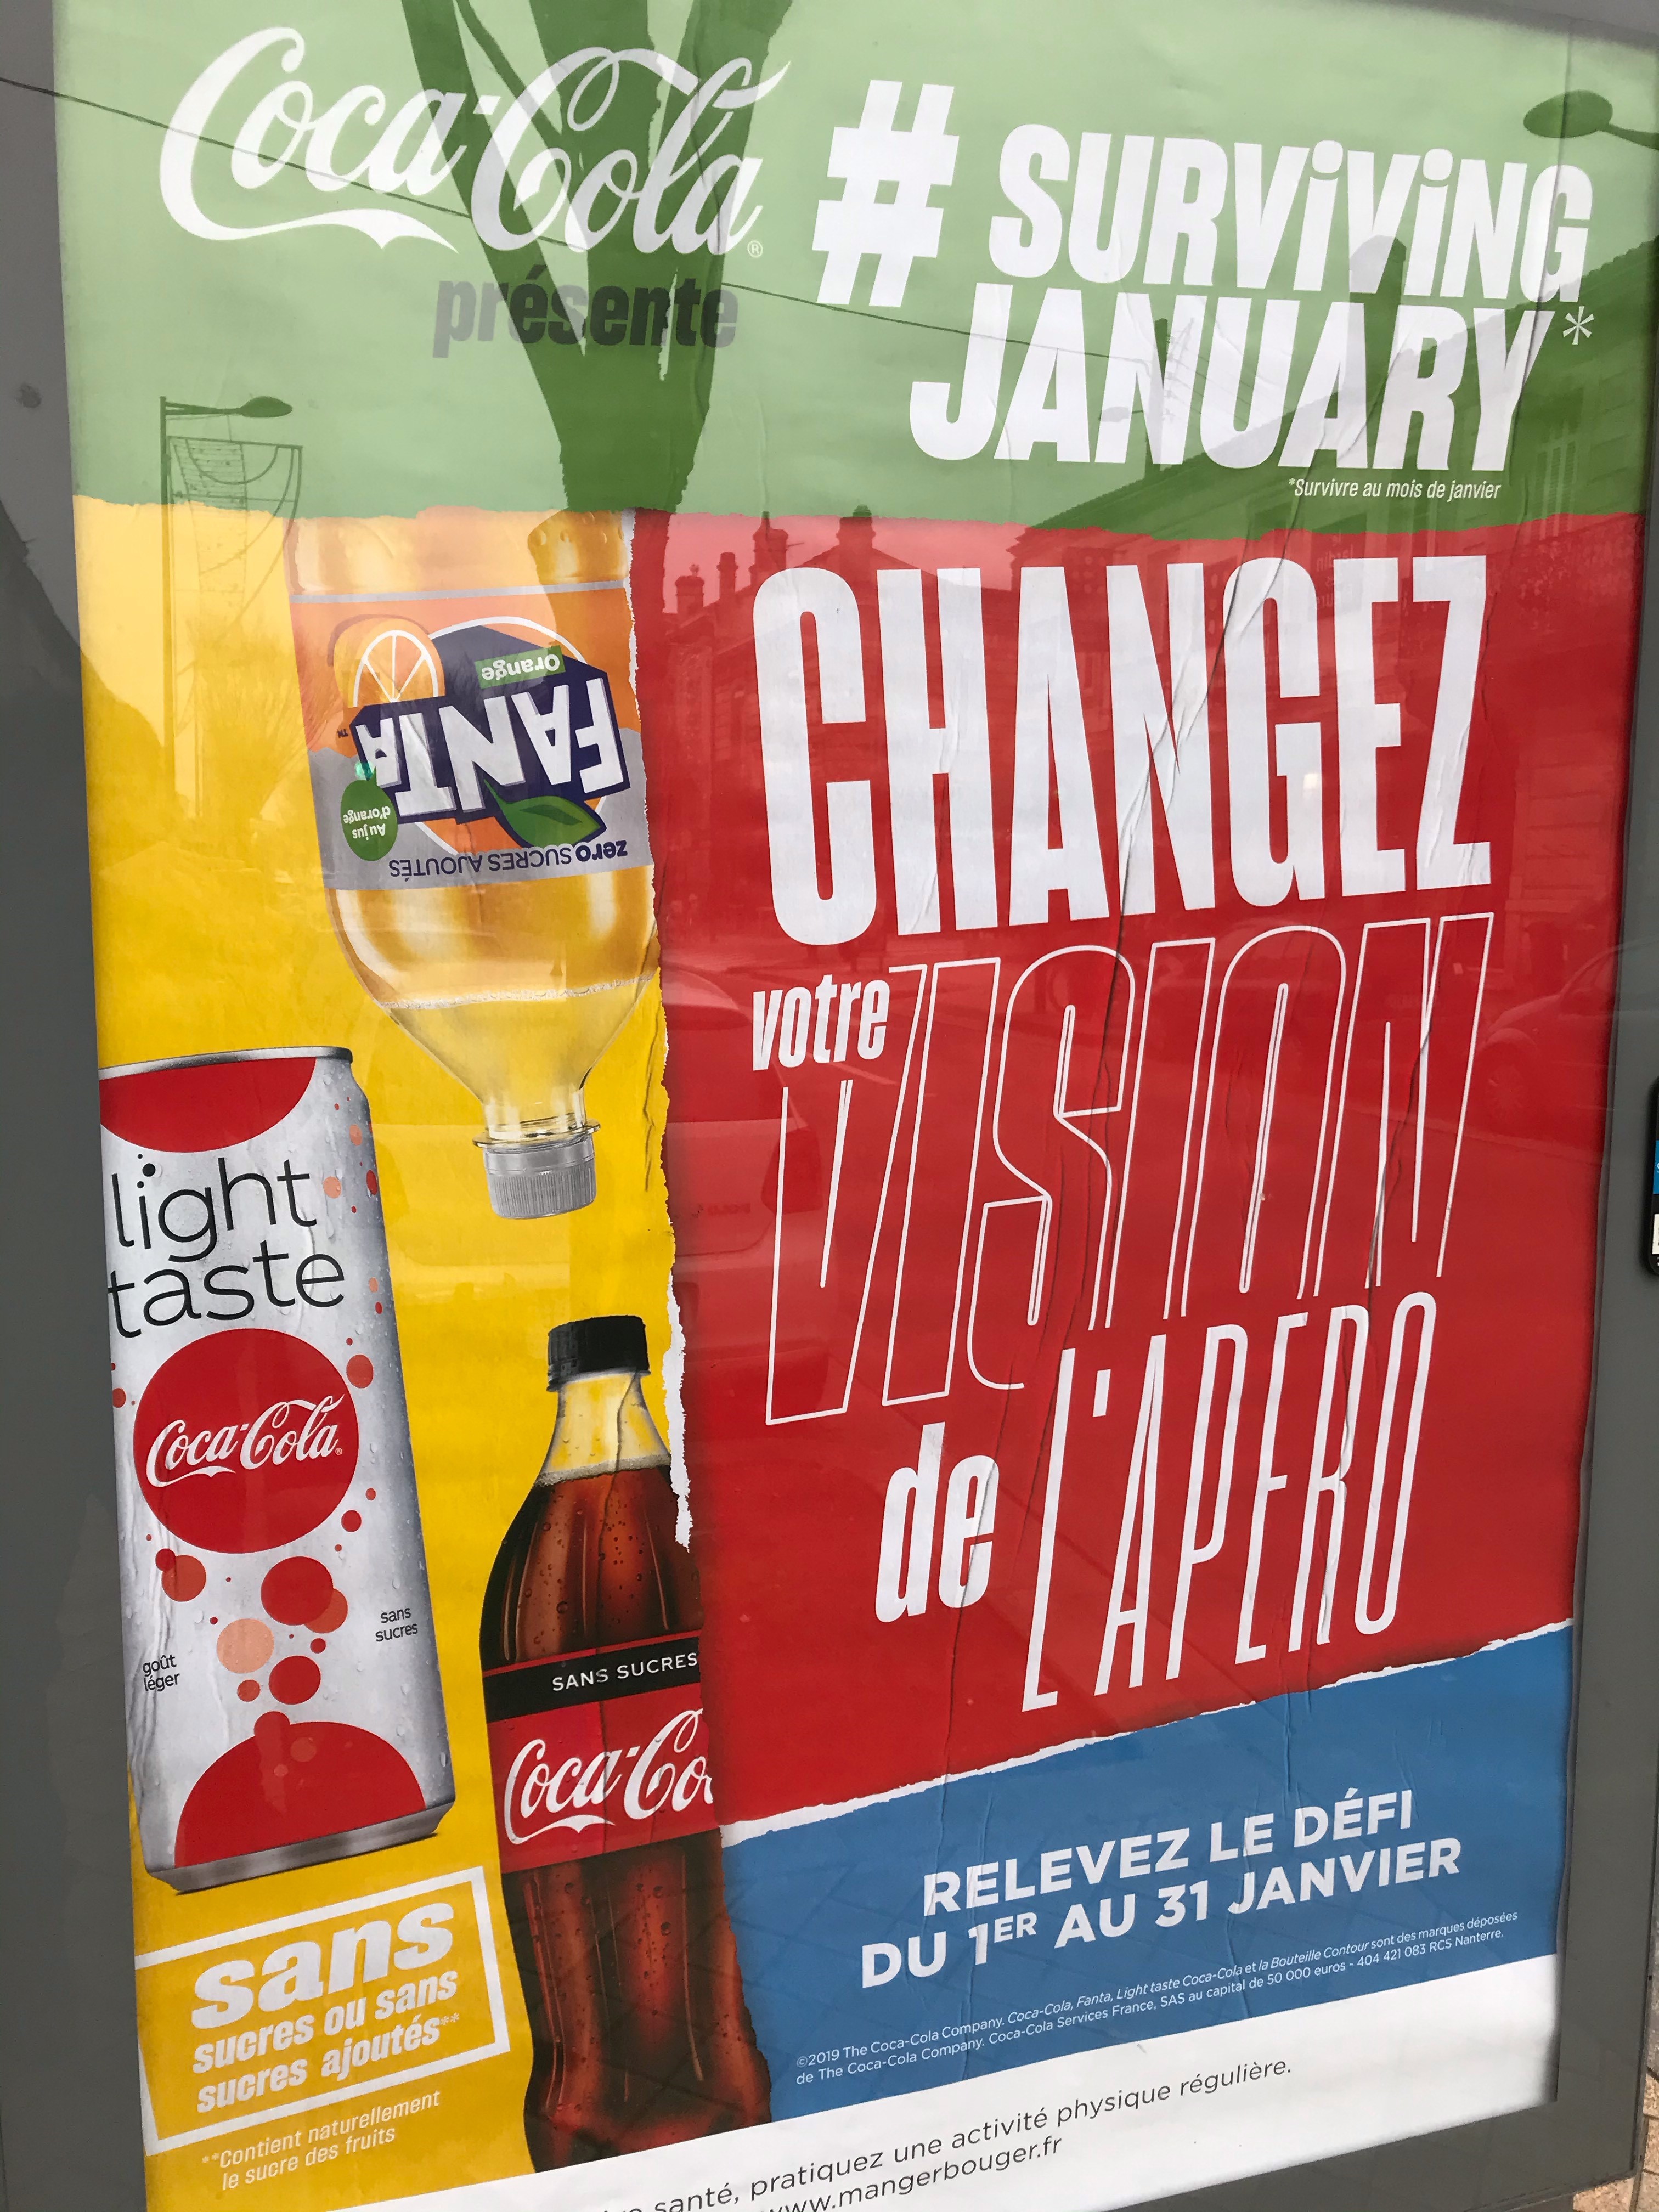 Coca-Cola®
présente
# SURViViNG
JANUARY*
*Survivre au mois de janvier
Orange
FANTA™
Au jus
d'orange
zero SUCRES AJOUTÉS
CHANGEZ
votre VISION
de L'APERO
light
taste
Coca-Cola
goût
léger
sans
sucres
SANS SUCRES
Coca-Co
sans
sucres ou sans
sucres ajoutés**
**Contient naturellement
le sucre des fruits
RELEVEZ LE DÉFI
DU 1ER AU 31 JANVIER
©2019 The Coca-Cola Company. Coca-Cola, Fanta, Light taste Coca-Cola et la Bouteille Contour sont des marques déposées
de The Coca-Cola Company. Coca-Cola Services France, SAS au capital de 50 000 euros - 404 421 083 RCS Nanterre.
santé, pratiquez une activité physique régulière.
www.mangerbouger.fr